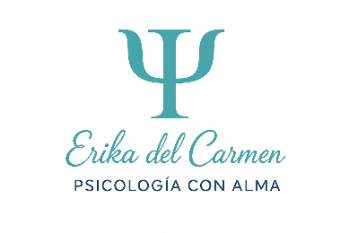 Ψ
Erika del Carmen
PSICOLOGÍA CON ALMA